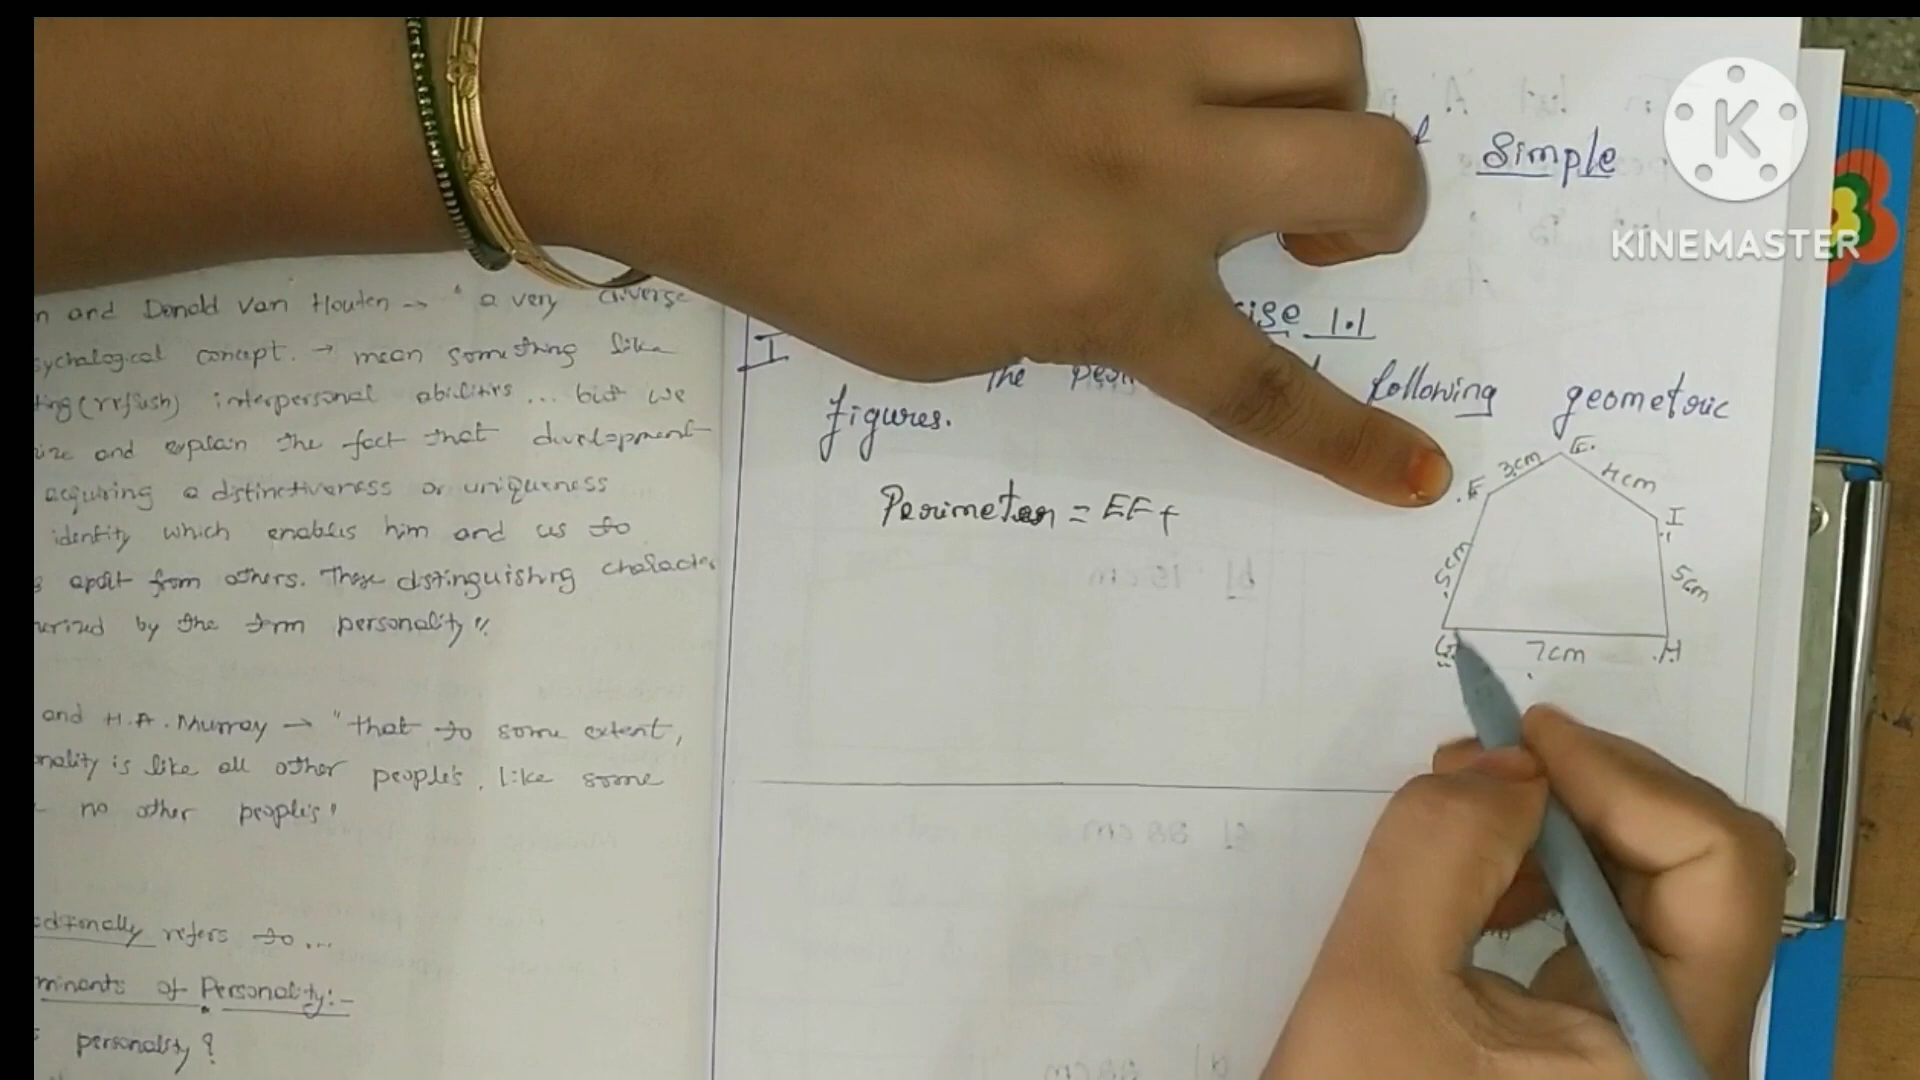 n and Donald Van Houten → "a very diverse
sychological concept. → mean something like
interpersonal abilities... but we
ize and explain the fact that development
acquiring a distinctiveness or uniqueness
identity which enables him and us to
apart from others. These distinguishing character
by the term personality".
and H.A. Murray → "that to some extent,
onality is like all other people's, like some
no other people's"
refers to...
minants of Personality:-
personality?
Simple
KINEMASTER
ise 1.1
I
The following geometric
figures.
Perimeter = EF +
E
3cm
4cm
F
I
5cm
5cm
G
7cm
H